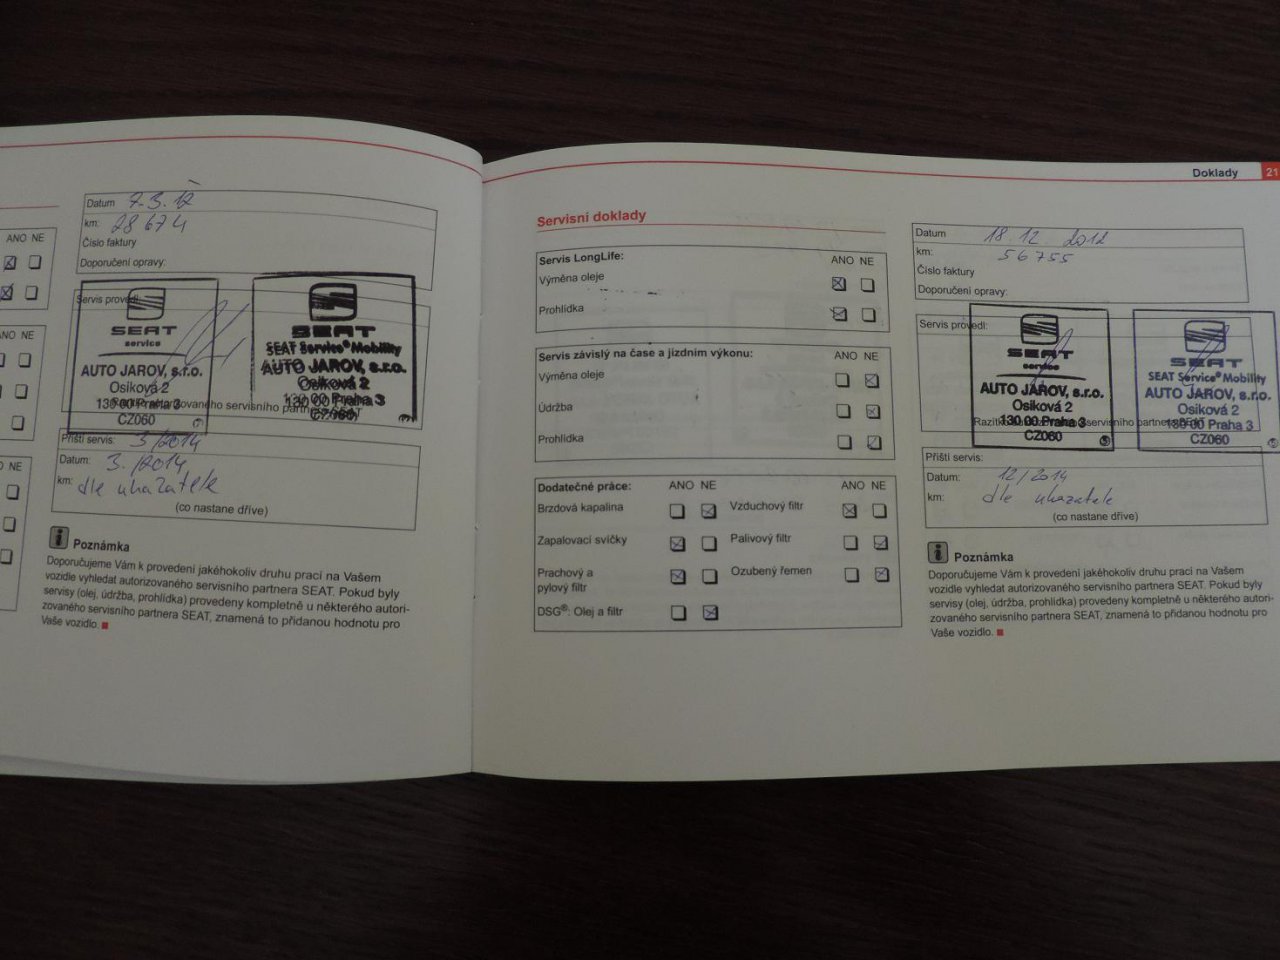 Datum 7.3.12
km: 28 674
Číslo faktury
Doporučení opravy:
ANO NE
Servis provedl:
SEAT
service
AUTO JAROV, s.r.o.
Osiková 2
130 00 Praha 3
CZ060
SEAT
SEAT Service® Mobility
AUTO JAROV, s.r.o.
Osiková 2
130 00 Praha 3
CZ060
Příští servis: 3/2014
Datum: 3./2014
km: dle ukazatele
(co nastane dříve)
ANO NE
NE
i Poznámka
Doporučujeme Vám k provedení jakéhokoliv druhu prací na Vašem
vozidle vyhledat autorizovaného servisního partnera SEAT. Pokud byly
servisy (olej, údržba, prohlídka) provedeny kompletně u některého autori-
zovaného servisního partnera SEAT, znamená to přidanou hodnotu pro
Vaše vozidlo.
Doklady 21
Servisní doklady
Servis LongLife: ANO NE
Výměna oleje
Prohlídka
Servis závislý na čase a jízdním výkonu: ANO NE
Výměna oleje
Údržba
Prohlídka
Dodatečné práce: ANO NE ANO NE
Brzdová kapalina Vzduchový filtr
Zapalovací svíčky Palivový filtr
Prachový a Ozubený řemen
pylový filtr
DSG®: Olej a filtr
Datum 18.12 2012
km: 56755
Číslo faktury
Doporučení opravy:
Servis provedl:
SEAT
service
AUTO JAROV, s.r.o.
Osiková 2
130 00 Praha 3
CZ060
SEAT
SEAT Service® Mobility
AUTO JAROV, s.r.o.
Osiková 2
130 00 Praha 3
CZ060
Příští servis:
Datum: 12/2014
km: dle ukazatele
(co nastane dříve)
i Poznámka
Doporučujeme Vám k provedení jakéhokoliv druhu prací na Vašem
vozidle vyhledat autorizovaného servisního partnera SEAT. Pokud byly
servisy (olej, údržba, prohlídka) provedeny kompletně u některého autori-
zovaného servisního partnera SEAT, znamená to přidanou hodnotu pro
Vaše vozidlo.